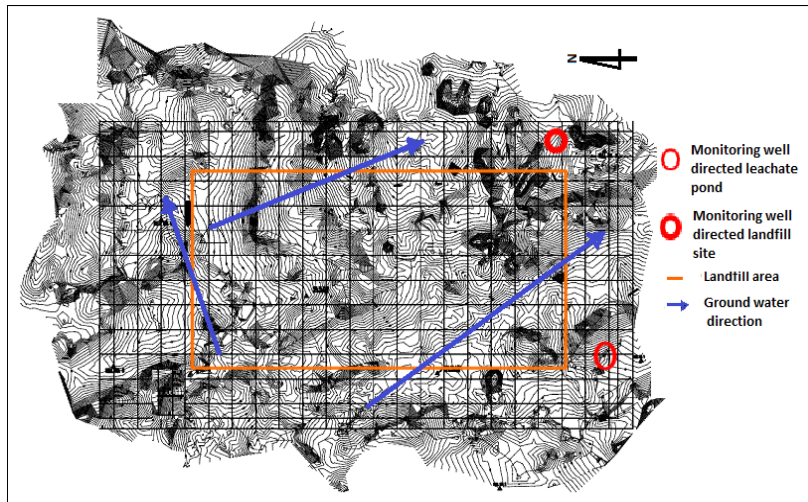 N
Monitoring well
directed leachate
pond
Monitoring well
directed landfill
site
Landfill area
Ground water
direction